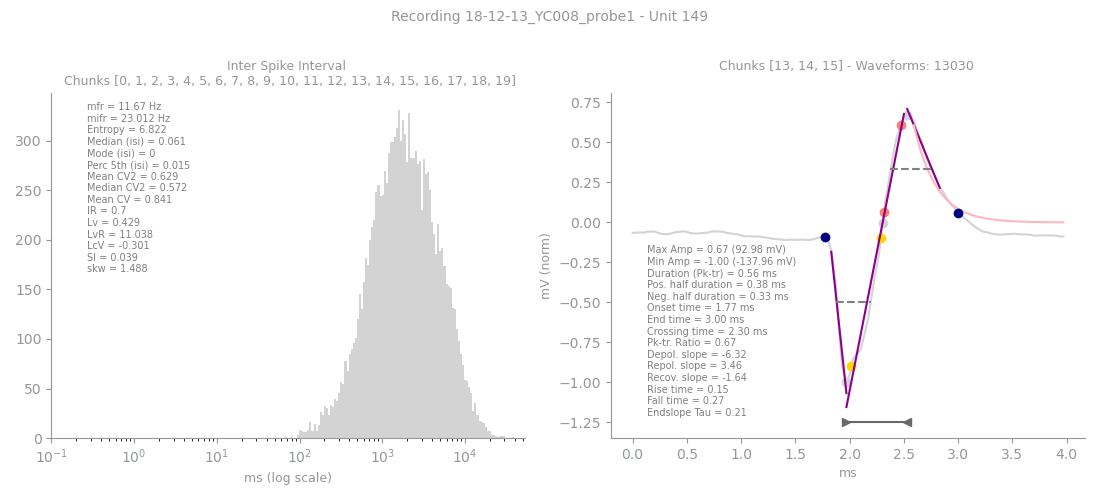 Recording 18-12-13_YC008_probe1 - Unit 149
Inter Spike Interval
Chunks [0, 1, 2, 3, 4, 5, 6, 7, 8, 9, 10, 11, 12, 13, 14, 15, 16, 17, 18, 19]
mfr = 11.67 Hz
mifr = 23.012 Hz
Entropy = 6.822
Median (isi) = 0.061
Mode (isi) = 0
Perc 5th (isi) = 0.015
Mean CV2 = 0.629
Median CV2 = 0.572
Mean CV = 0.841
IR = 0.7
Lv = 0.429
LvR = 11.038
LcV = -0.301
SI = 0.039
skw = 1.488
300
250
200
150
100
50
0
10⁻¹ 10⁰ 10¹ 10² 10³ 10⁴
ms (log scale)
Chunks [13, 14, 15] - Waveforms: 13030
mV (norm)
0.75
0.50
0.25
0.00
−0.25
−0.50
−0.75
−1.00
−1.25
Max Amp = 0.67 (92.98 mV)
Min Amp = -1.00 (-137.96 mV)
Duration (Pk-tr) = 0.56 ms
Pos. half duration = 0.38 ms
Neg. half duration = 0.33 ms
Onset time = 1.77 ms
End time = 3.00 ms
Crossing time = 2.30 ms
Pk-tr. Ratio = 0.67
Depol. slope = -6.32
Repol. slope = 3.46
Recov. slope = -1.64
Rise time = 0.15
Fall time = 0.27
Endslope Tau = 0.21
0.0 0.5 1.0 1.5 2.0 2.5 3.0 3.5 4.0
ms